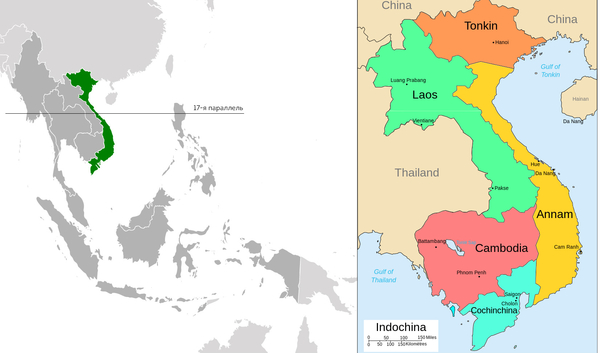 17-я параллель
China
China
Tonkin
Hanoi
Gulf of
Tonkin
Luang Prabang
Laos
Hainan
Vientiane
Da Nang
Hue
Da Nang
Thailand
Pakse
Annam
Battambang
Cambodia
Cam Ranh
Phnom Penh
Gulf of
Thailand
Saigon
Cholon
Cochinchina
Indochina
0 50 100 150 Miles
0 50 100 150 Kilometres